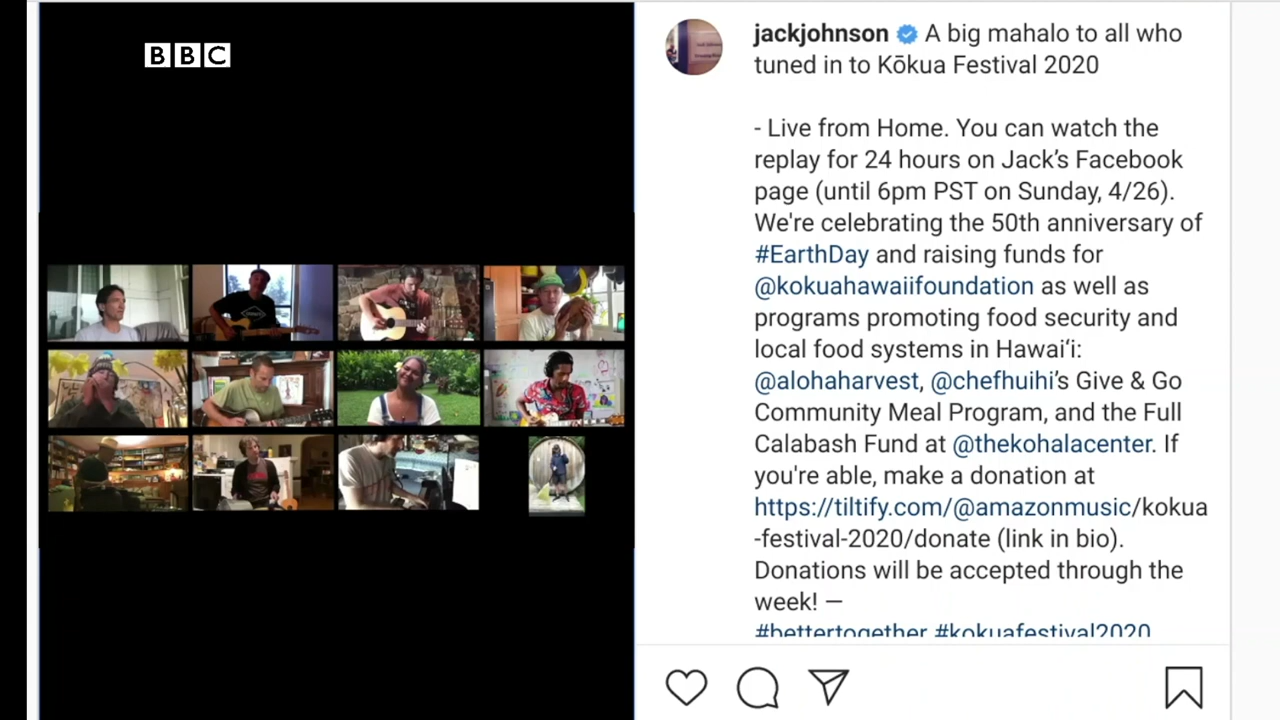 BBC
jackjohnson A big mahalo to all who
tuned in to Kōkua Festival 2020
- Live from Home. You can watch the
replay for 24 hours on Jack’s Facebook
page (until 6pm PST on Sunday, 4/26).
We're celebrating the 50th anniversary of
#EarthDay and raising funds for
@kokuahawaiifoundation as well as
programs promoting food security and
local food systems in Hawaiʻi:
@alohaharvest, @chefhuihi’s Give & Go
Community Meal Program, and the Full
Calabash Fund at @thekohalacenter. If
you're able, make a donation at
https://tiltify.com/@amazonmusic/kokua
-festival-2020/donate (link in bio).
Donations will be accepted through the
week! —
#bettertogether #kokuafestival2020